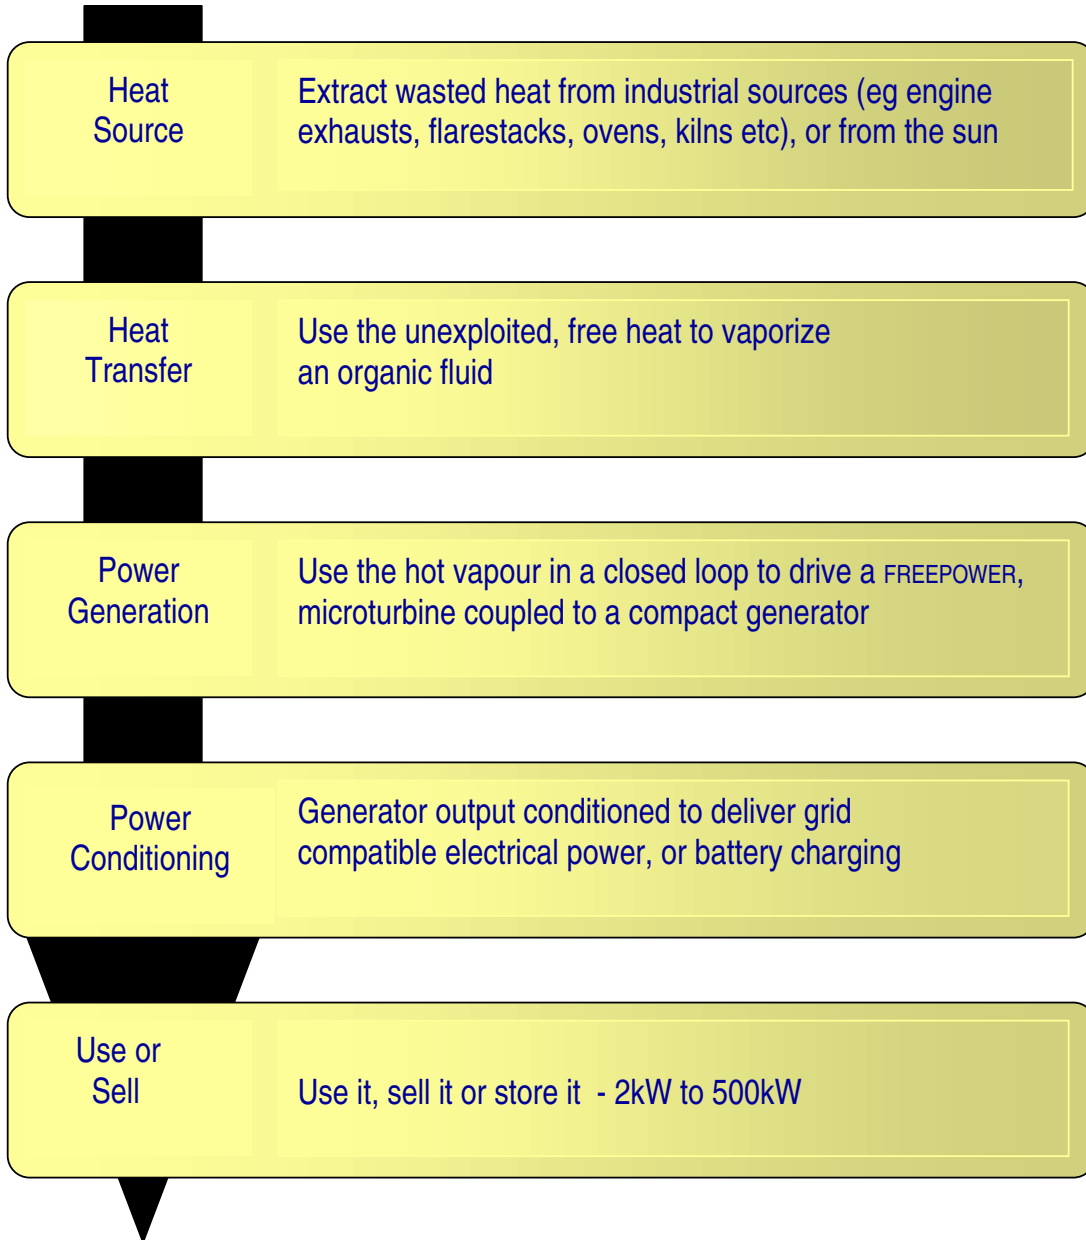 Heat
Source
Extract wasted heat from industrial sources (eg engine
exhausts, flarestacks, ovens, kilns etc), or from the sun
Heat
Transfer
Use the unexploited, free heat to vaporize
an organic fluid
Power
Generation
Use the hot vapour in a closed loop to drive a FREEPOWER,
microturbine coupled to a compact generator
Power
Conditioning
Generator output conditioned to deliver grid
compatible electrical power, or battery charging
Use or
Sell
Use it, sell it or store it - 2kW to 500kW